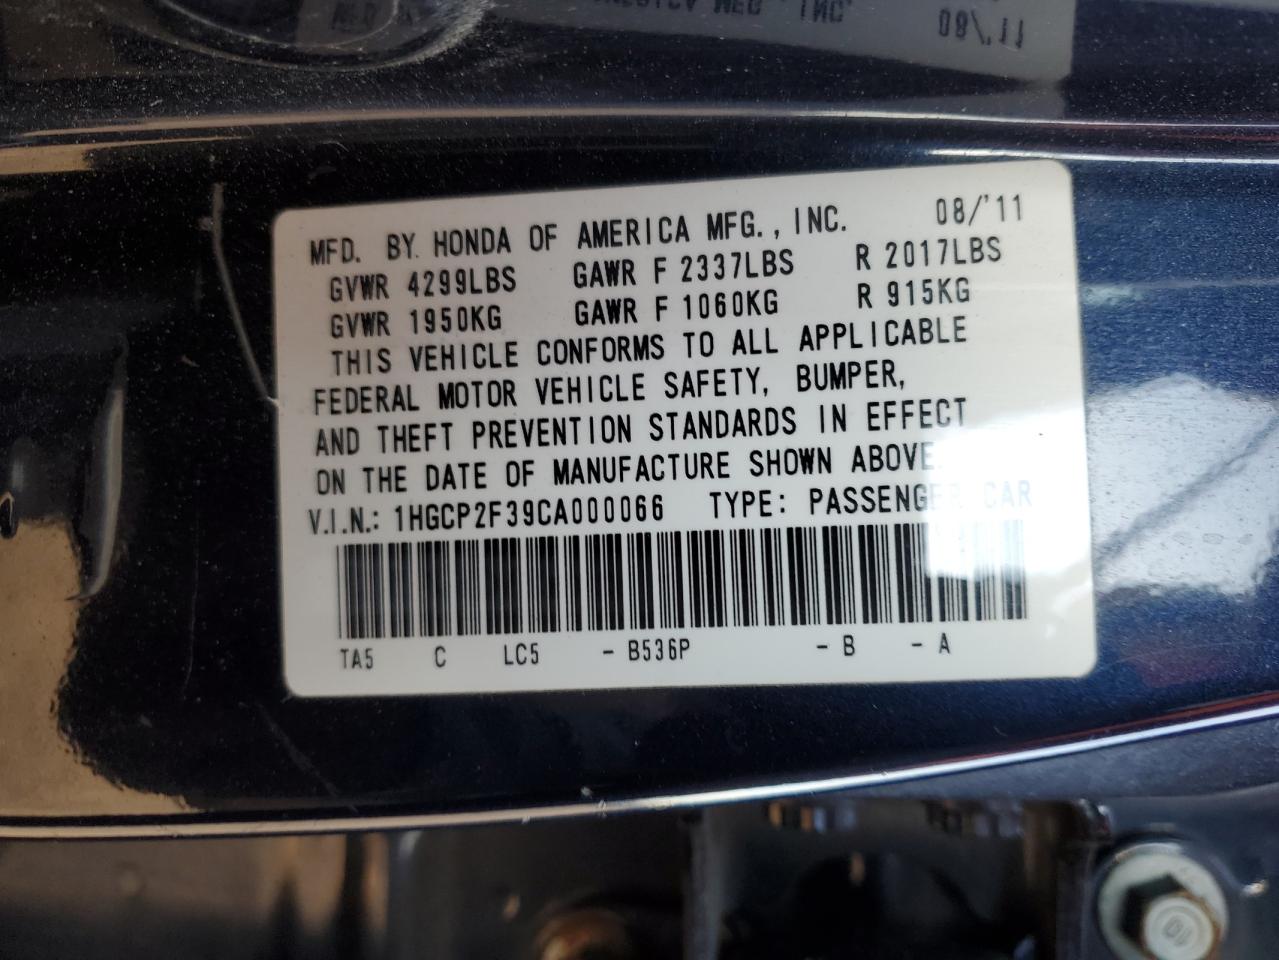 MFD. BY. HONDA OF AMERICA MFG., INC. 08/'11
GVWR 4299LBS GAWR F 2337LBS R 2017LBS
GVWR 1950KG GAWR F 1060KG R 915KG
THIS VEHICLE CONFORMS TO ALL APPLICABLE
FEDERAL MOTOR VEHICLE SAFETY, BUMPER,
AND THEFT PREVENTION STANDARDS IN EFFECT
ON THE DATE OF MANUFACTURE SHOWN ABOVE.
V.I.N.: 1HGCP2F39CA000066 TYPE: PASSENGER CAR
TA5 C LC5 - B536P - B - A
10